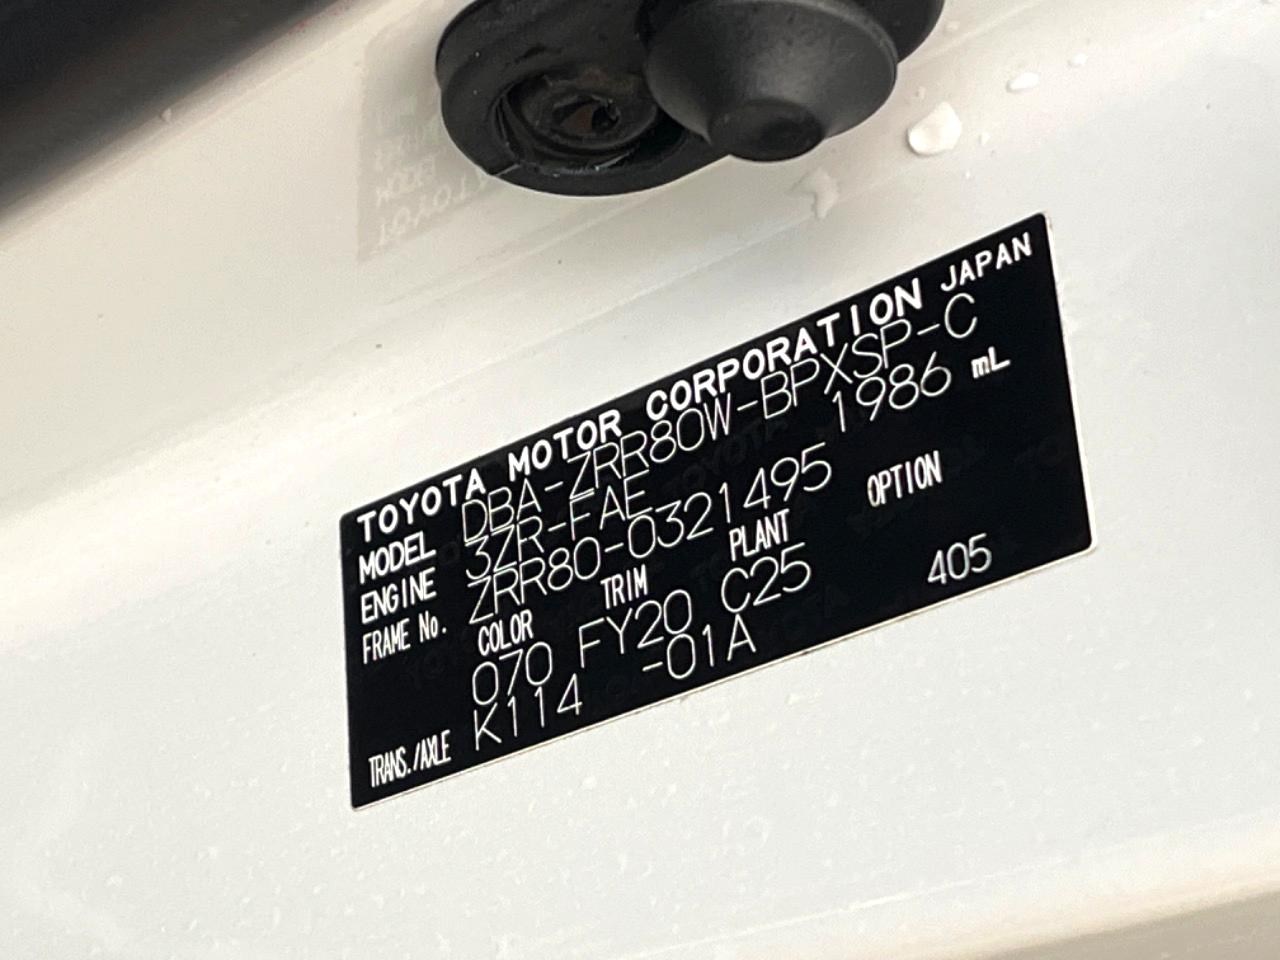 TOYOTA MOTOR CORPORATION JAPAN
MODEL DBA-ZRR80W-BPXSP-C
ENGINE 3ZR-FAE 1986 mL
FRAME No. ZRR80-0321495
COLOR TRIM PLANT OPTION
070 FY20 C25 405
TRANS./AXLE K114 -01A